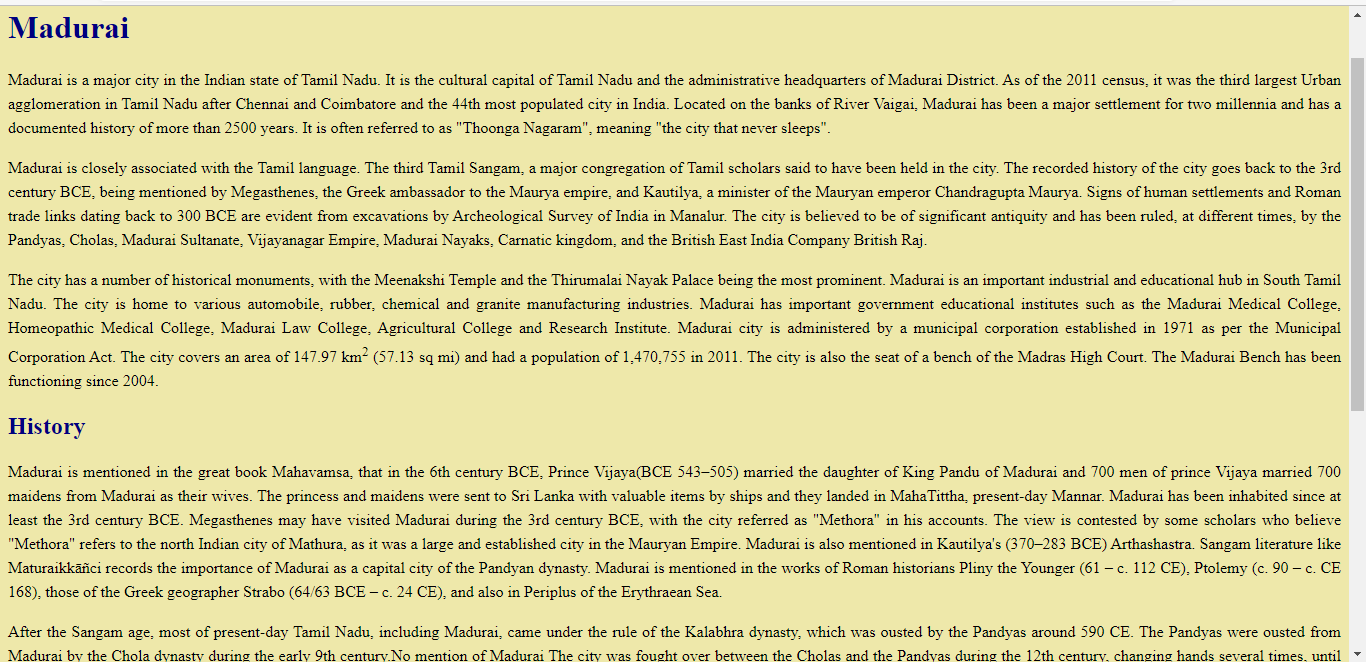 Madurai
Madurai is a major city in the Indian state of Tamil Nadu. It is the cultural capital of Tamil Nadu and the administrative headquarters of Madurai District. As of the 2011 census, it was the third largest Urban
agglomeration in Tamil Nadu after Chennai and Coimbatore and the 44th most populated city in India. Located on the banks of River Vaigai, Madurai has been a major settlement for two millennia and has a
documented history of more than 2500 years. It is often referred to as "Thoonga Nagaram", meaning "the city that never sleeps".
Madurai is closely associated with the Tamil language. The third Tamil Sangam, a major congregation of Tamil scholars said to have been held in the city. The recorded history of the city goes back to the 3rd
century BCE, being mentioned by Megasthenes, the Greek ambassador to the Maurya empire, and Kautilya, a minister of the Mauryan emperor Chandragupta Maurya. Signs of human settlements and Roman
trade links dating back to 300 BCE are evident from excavations by Archeological Survey of India in Manalur. The city is believed to be of significant antiquity and has been ruled, at different times, by the
Pandyas, Cholas, Madurai Sultanate, Vijayanagar Empire, Madurai Nayaks, Carnatic kingdom, and the British East India Company British Raj.
The city has a number of historical monuments, with the Meenakshi Temple and the Thirumalai Nayak Palace being the most prominent. Madurai is an important industrial and educational hub in South Tamil
Nadu. The city is home to various automobile, rubber, chemical and granite manufacturing industries. Madurai has important government educational institutes such as the Madurai Medical College,
Homeopathic Medical College, Madurai Law College, Agricultural College and Research Institute. Madurai city is administered by a municipal corporation established in 1971 as per the Municipal
Corporation Act. The city covers an area of 147.97 km² (57.13 sq mi) and had a population of 1,470,755 in 2011. The city is also the seat of a bench of the Madras High Court. The Madurai Bench has been
functioning since 2004.
History
Madurai is mentioned in the great book Mahavamsa, that in the 6th century BCE, Prince Vijaya(BCE 543–505) married the daughter of King Pandu of Madurai and 700 men of prince Vijaya married 700
maidens from Madurai as their wives. The princess and maidens were sent to Sri Lanka with valuable items by ships and they landed in MahaTittha, present-day Mannar. Madurai has been inhabited since at
least the 3rd century BCE. Megasthenes may have visited Madurai during the 3rd century BCE, with the city referred as "Methora" in his accounts. The view is contested by some scholars who believe
"Methora" refers to the north Indian city of Mathura, as it was a large and established city in the Mauryan Empire. Madurai is also mentioned in Kautilya's (370–283 BCE) Arthashastra. Sangam literature like
Maturaikkāñci records the importance of Madurai as a capital city of the Pandyan dynasty. Madurai is mentioned in the works of Roman historians Pliny the Younger (61 – c. 112 CE), Ptolemy (c. 90 – c. CE
168), those of the Greek geographer Strabo (64/63 BCE – c. 24 CE), and also in Periplus of the Erythraean Sea.
After the Sangam age, most of present-day Tamil Nadu, including Madurai, came under the rule of the Kalabhra dynasty, which was ousted by the Pandyas around 590 CE. The Pandyas were ousted from
Madurai by the Chola dynasty during the early 9th century.No mention of Madurai The city was fought over between the Cholas and the Pandyas during the 12th century, changing hands several times, until